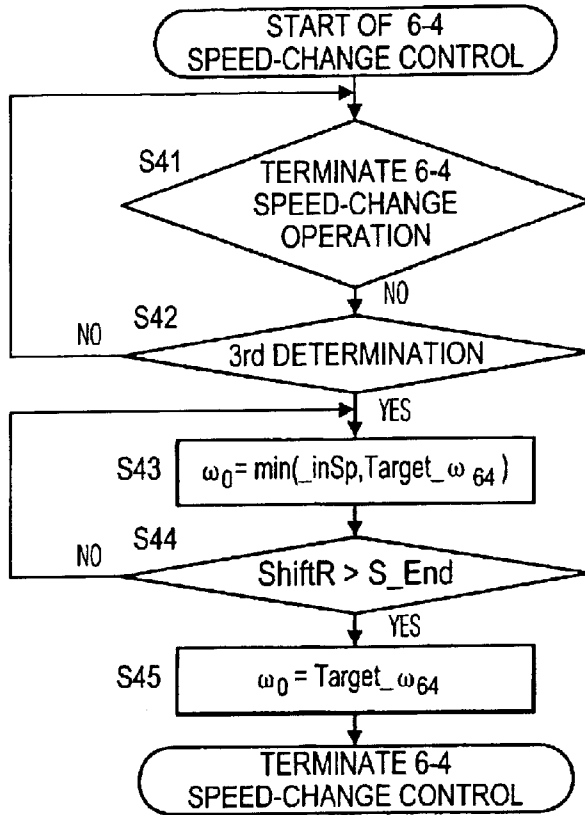 START OF 6-4
SPEED-CHANGE CONTROL
S41
TERMINATE 6-4
SPEED-CHANGE
OPERATION
NO
S42
NO
3rd DETERMINATION
YES
S43
ω0 = min(_inSp,Target_ω64)
S44
NO
ShiftR > S_End
YES
S45
ω0 = Target_ω64
TERMINATE 6-4
SPEED-CHANGE CONTROL